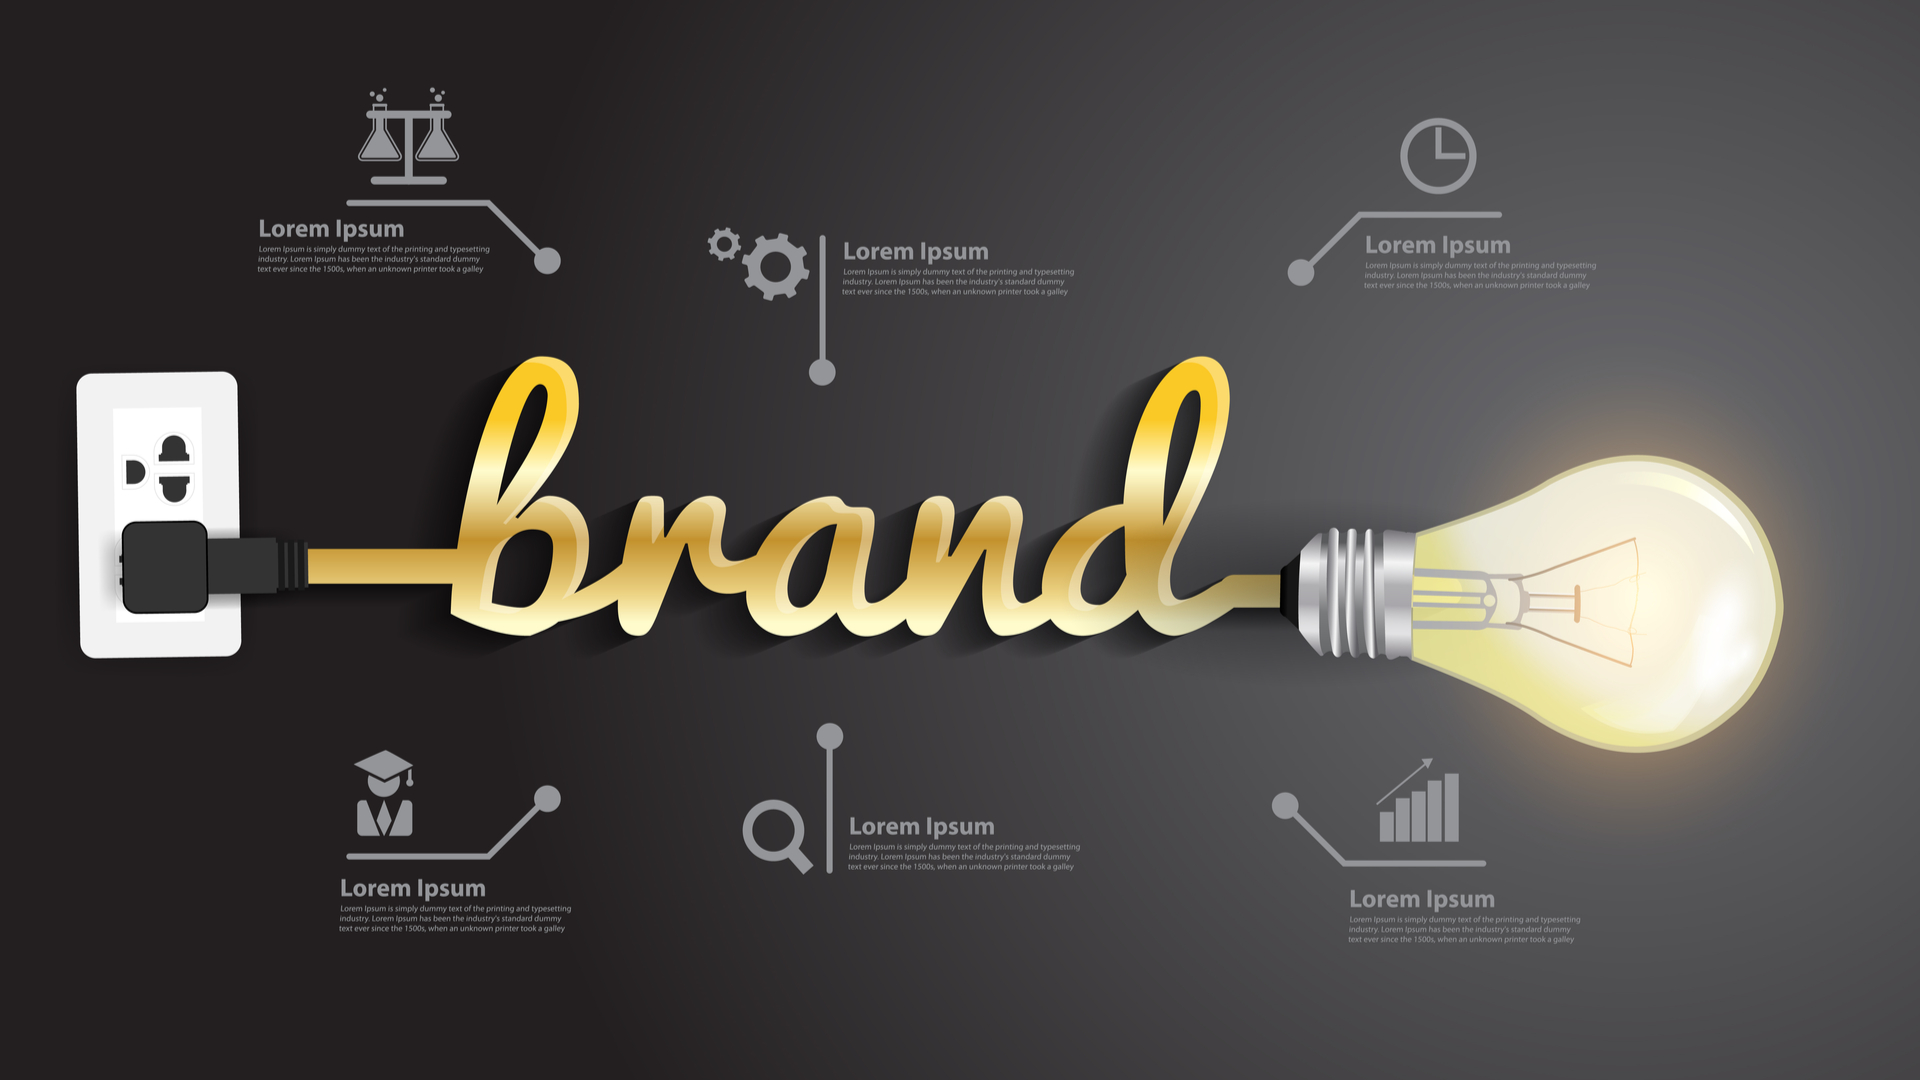 Lorem Ipsum
Lorem Ipsum is simply dummy text of the printing and typesetting
industry. Lorem Ipsum has been the industry's standard dummy
text ever since the 1500s, when an unknown printer took a galley
Lorem Ipsum
Lorem Ipsum is simply dummy text of the printing and typesetting
industry. Lorem Ipsum has been the industry's standard dummy
text ever since the 1500s, when an unknown printer took a galley
Lorem Ipsum
Lorem Ipsum is simply dummy text of the printing and typesetting
industry. Lorem Ipsum has been the industry's standard dummy
text ever since the 1500s, when an unknown printer took a galley
brand
Lorem Ipsum
Lorem Ipsum is simply dummy text of the printing and typesetting
industry. Lorem Ipsum has been the industry's standard dummy
text ever since the 1500s, when an unknown printer took a galley
Lorem Ipsum
Lorem Ipsum is simply dummy text of the printing and typesetting
industry. Lorem Ipsum has been the industry's standard dummy
text ever since the 1500s, when an unknown printer took a galley
Lorem Ipsum
Lorem Ipsum is simply dummy text of the printing and typesetting
industry. Lorem Ipsum has been the industry's standard dummy
text ever since the 1500s, when an unknown printer took a galley